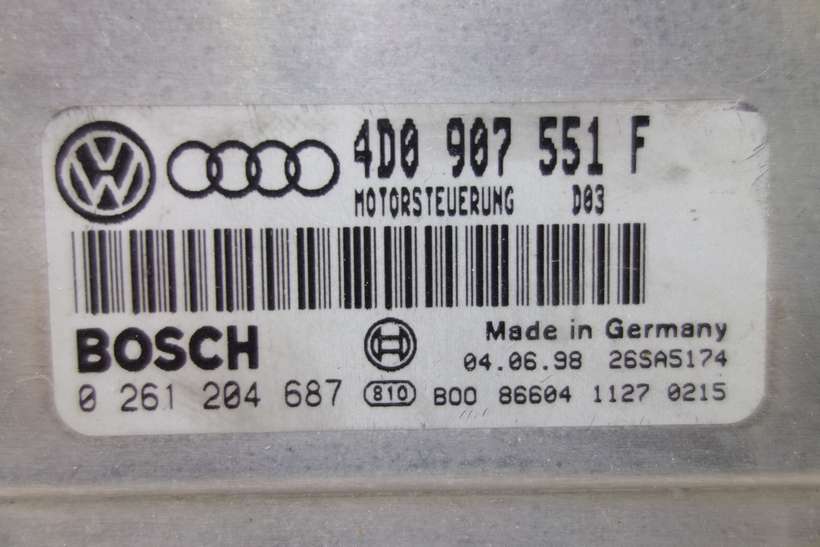 4D0 907 551 F
MOTORSTEUERUNG D03
BOSCH
Made in Germany
04.06.98 26SA5174
0 261 204 687 810 B00 86604 1127 0215